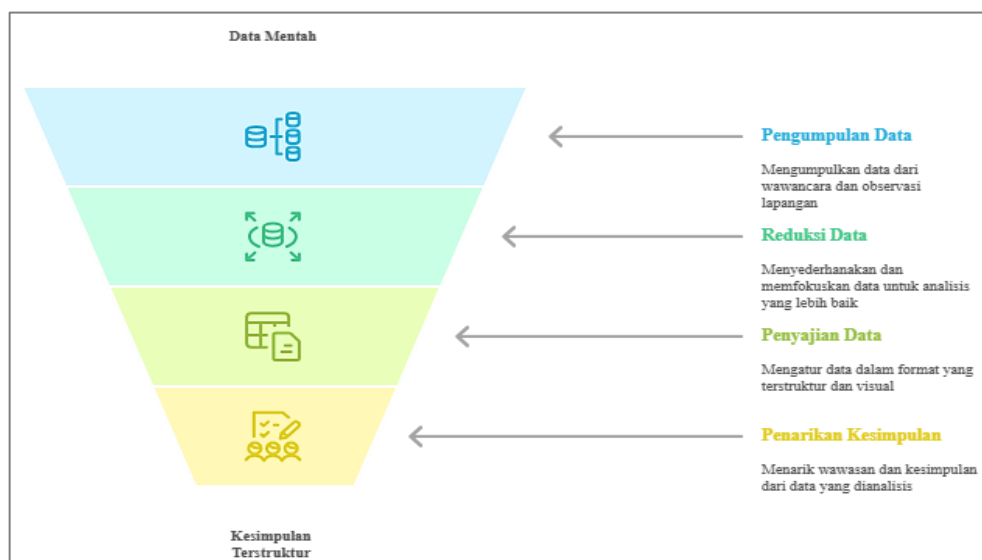 Data Mentah
Pengumpulan Data
Mengumpulkan data dari
wawancara dan observasi
lapangan
Reduksi Data
Menyederhanakan dan
memfokuskan data untuk analisis
yang lebih baik
Penyajian Data
Mengatur data dalam format yang
terstruktur dan visual
Penarikan Kesimpulan
Menarik wawasan dan kesimpulan
dari data yang dianalisis
Kesimpulan
Terstruktur